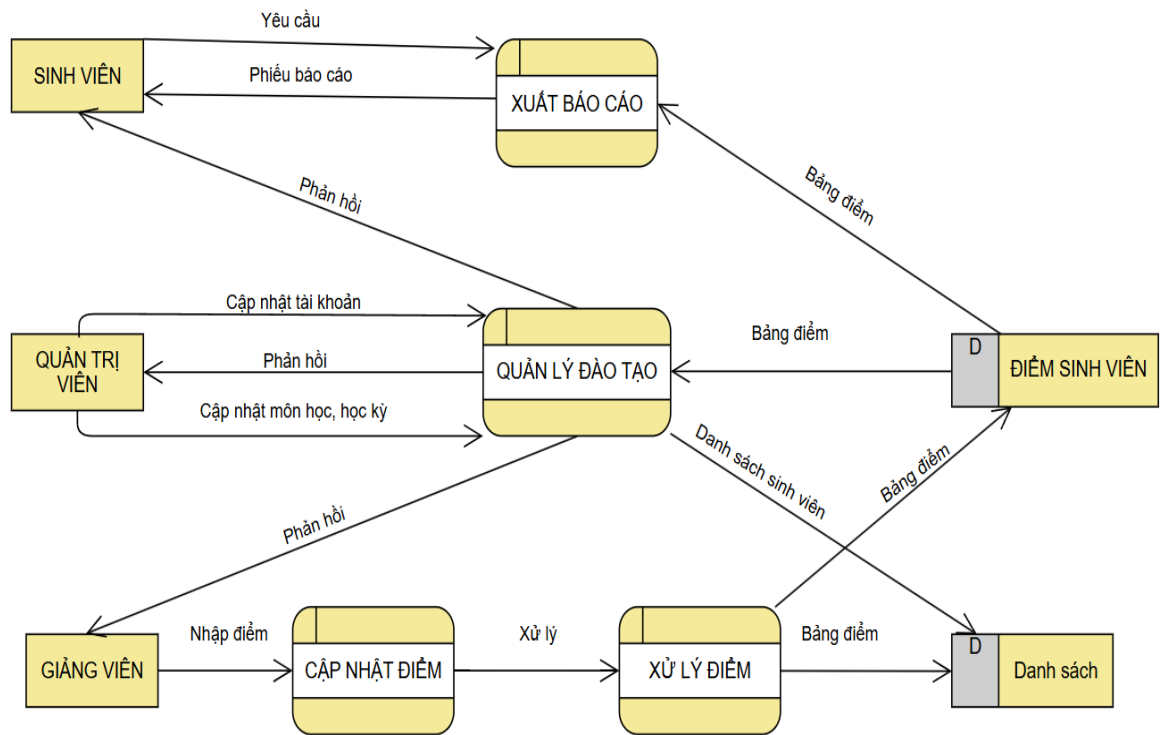 Yêu cầu
SINH VIÊN
Phiếu báo cáo
XUẤT BÁO CÁO
Phản hồi
Bảng điểm
Cập nhật tài khoản
QUẢN TRỊ
VIÊN
Phản hồi
QUẢN LÝ ĐÀO TẠO
Bảng điểm
D
ĐIỂM SINH VIÊN
Cập nhật môn học, học kỳ
Danh sách sinh viên
Bảng điểm
Phản hồi
GIẢNG VIÊN
Nhập điểm
CẬP NHẬT ĐIỂM
Xử lý
XỬ LÝ ĐIỂM
Bảng điểm
D
Danh sách